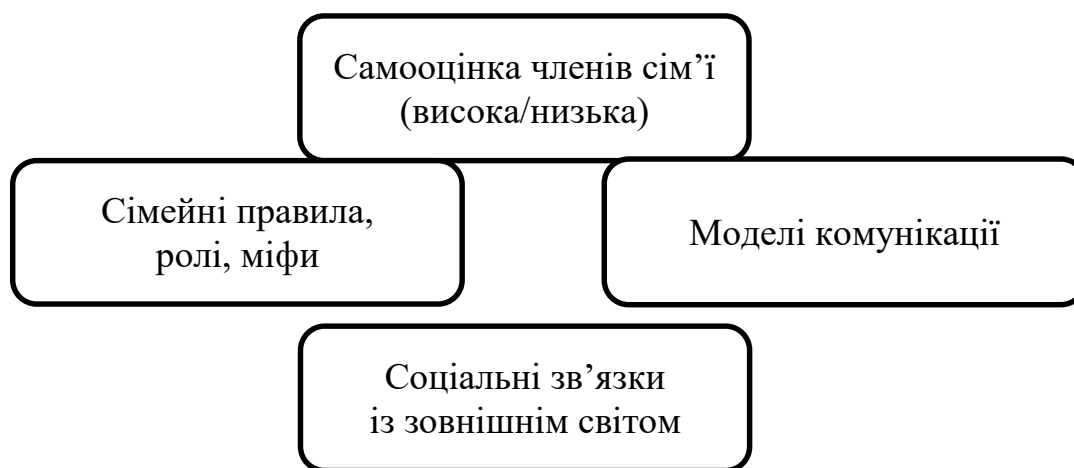 Самооцінка членів сім’ї
(висока/низька)
Сімейні правила,
ролі, міфи
Моделі комунікації
Соціальні зв’язки
із зовнішнім світом